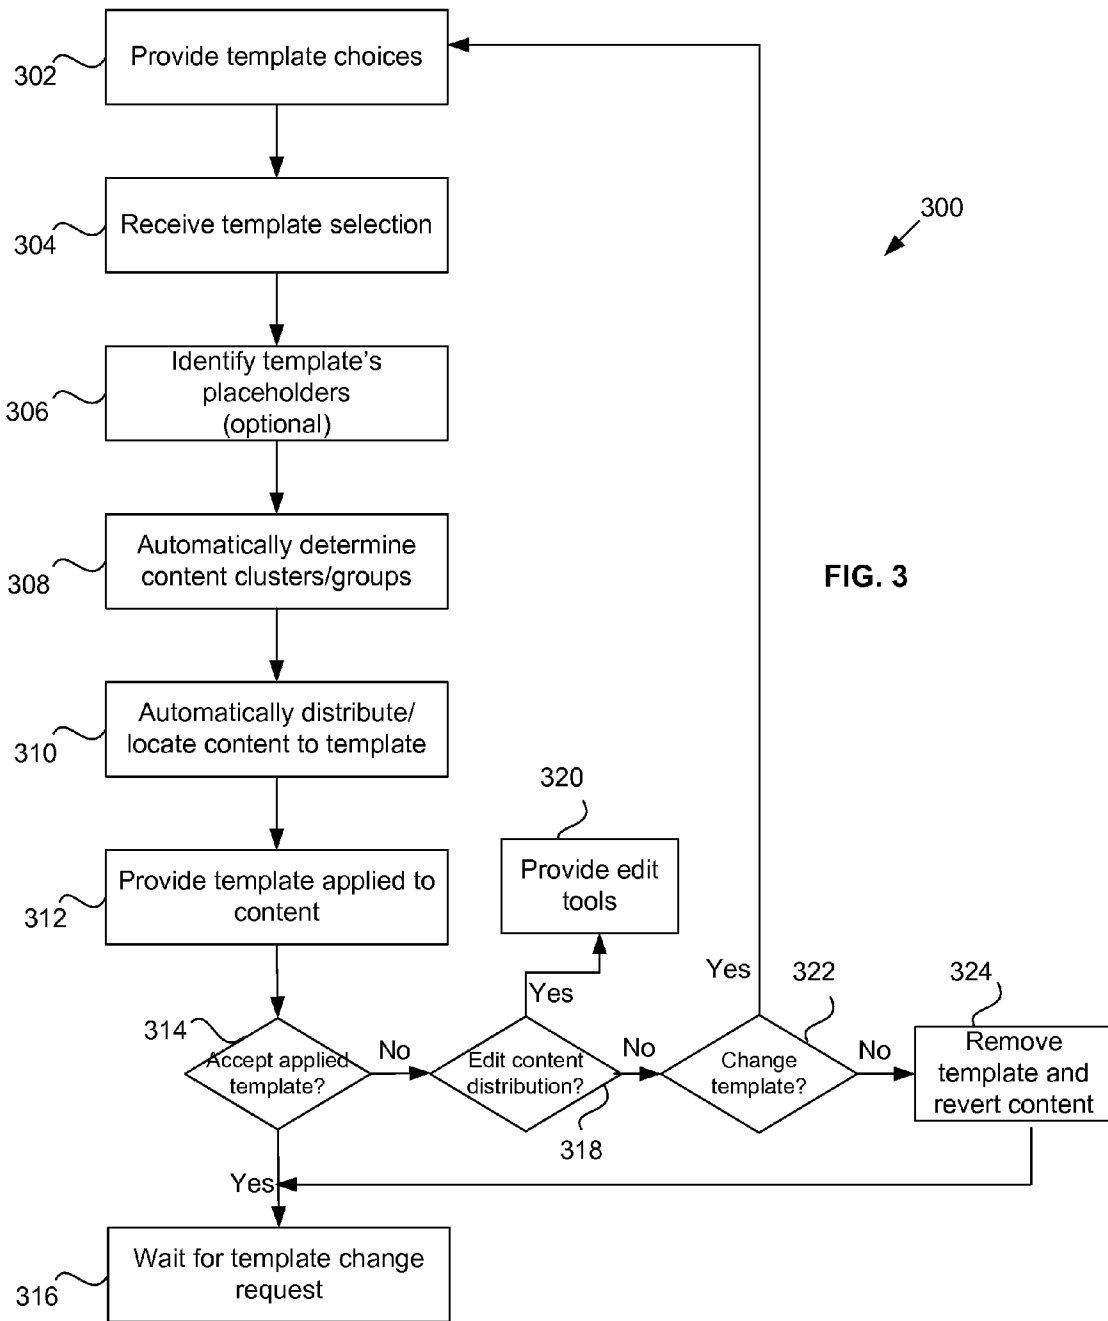 302
Provide template choices
304
Receive template selection
300
306
Identify template's
placeholders
(optional)
308
Automatically determine
content clusters/groups
FIG. 3
310
Automatically distribute/
locate content to template
320
Provide edit
tools
312
Provide template applied to
content
314
Accept applied
template?
No
Yes
Edit content
distribution?
318
No
Yes
322
Change
template?
No
324
Remove
template and
revert content
Yes
316
Wait for template change
request